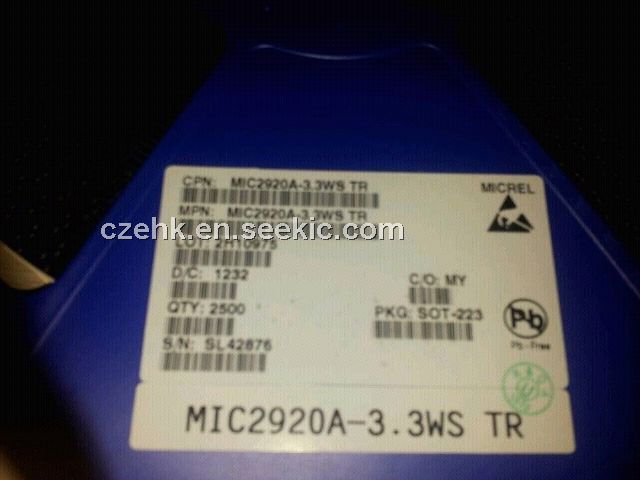 CPN: MIC2920A-3.3WS TR
MICREL
MPN: MIC2920A-3.3WS TR
czehk.seekic.com
D/C: 1232
C/O: MY
QTY: 2500
PKG: SOT-223
Pb
Pb-Free
S/N: SL42876
MIC2920A-3.3WS TR